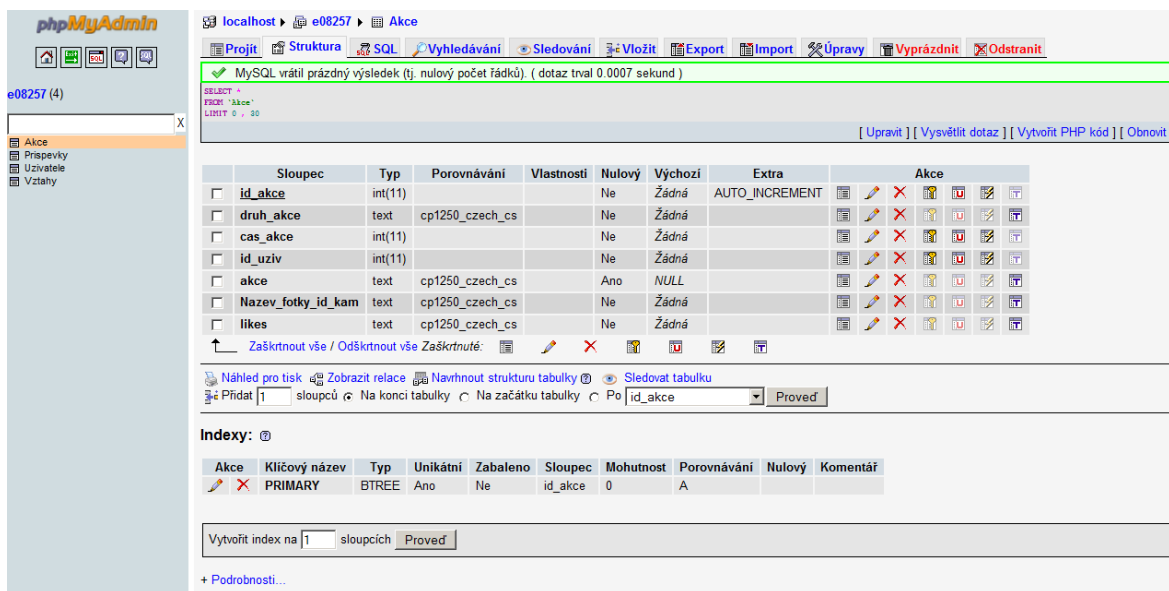 phpMyAdmin
SQL
e08257 (4)
X
Akce
Prispevky
Uzivatele
Vztahy
localhost e08257 Akce
Projít Struktura SQL Vyhledávání Sledování Vložit Export Import Úpravy Vyprázdnit Odstranit
MySQL vrátil prázdný výsledek (tj. nulový počet řádků). ( dotaz trval 0.0007 sekund )
SELECT *
FROM 'Akce'
LIMIT 0 , 30
[ Upravit ] [ Vysvětlit dotaz ] [ Vytvořit PHP kód ] [ Obnovit
Sloupec Typ Porovnávání Vlastnosti Nulový Výchozí Extra Akce
id_akce int(11) Ne Žádná AUTO_INCREMENT
druh_akce text cp1250_czech_cs Ne Žádná
cas_akce int(11) Ne Žádná
id_uziv int(11) Ne Žádná
akce text cp1250_czech_cs Ano NULL
Nazev_fotky_id_kam text cp1250_czech_cs Ne Žádná
likes text cp1250_czech_cs Ne Žádná
Zaškrtnout vše / Odškrtnout vše Zaškrtnuté:
Náhled pro tisk Zobrazit relace Navrhnout strukturu tabulky Sledovat tabulku
Přidat 1 sloupců Na konci tabulky Na začátku tabulky Po id_akce Proveď
Indexy:
Akce Klíčový název Typ Unikátní Zabaleno Sloupec Mohutnost Porovnávání Nulový Komentář
PRIMARY BTREE Ano Ne id_akce 0 A
Vytvořit index na 1 sloupcích Proveď
+ Podrobnosti...